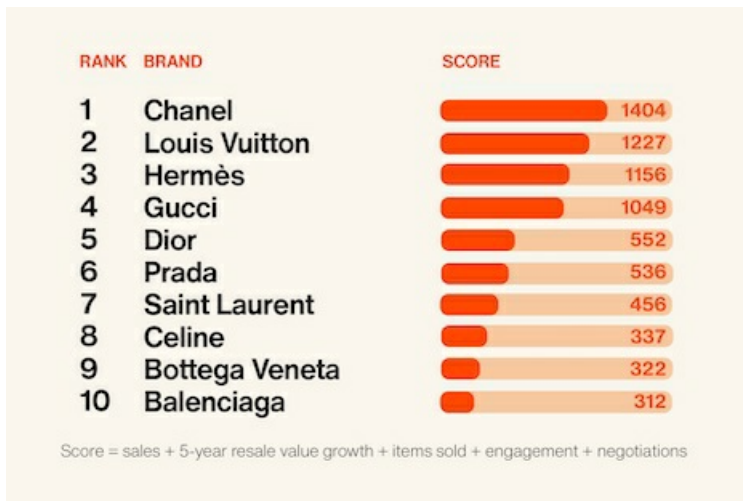 RANK BRAND SCORE
1 Chanel 1404
2 Louis Vuitton 1227
3 Hermès 1156
4 Gucci 1049
5 Dior 552
6 Prada 536
7 Saint Laurent 456
8 Celine 337
9 Bottega Veneta 322
10 Balenciaga 312
Score = sales + 5-year resale value growth + items sold + engagement + negotiations